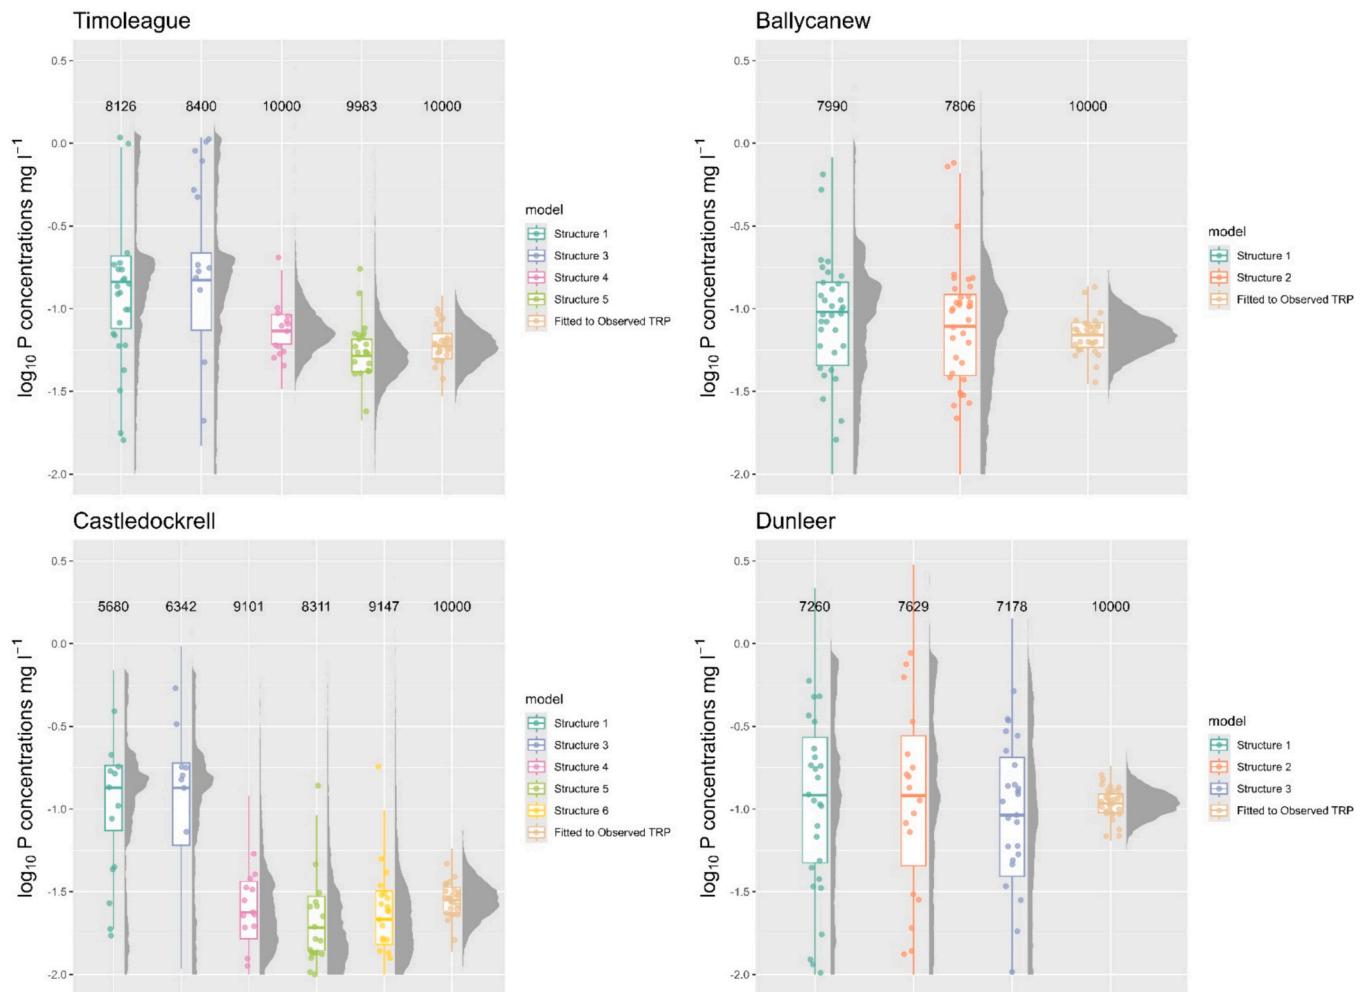 Timoleague
0.5
0.0
-0.5
-1.0
-1.5
-2.0
log₁₀ P concentrations mg l⁻¹
8126 8400 10000 9983 10000
model
Structure 1
Structure 3
Structure 4
Structure 5
Fitted to Observed TRP
Ballycanew
0.5
0.0
-0.5
-1.0
-1.5
-2.0
log₁₀ P concentrations mg l⁻¹
7990 7806 10000
model
Structure 1
Structure 2
Fitted to Observed TRP
Castledockrell
0.5
0.0
-0.5
-1.0
-1.5
-2.0
log₁₀ P concentrations mg l⁻¹
5680 6342 9101 8311 9147 10000
model
Structure 1
Structure 3
Structure 4
Structure 5
Structure 6
Fitted to Observed TRP
Dunleer
0.5
0.0
-0.5
-1.0
-1.5
-2.0
log₁₀ P concentrations mg l⁻¹
7260 7629 7178 10000
model
Structure 1
Structure 2
Structure 3
Fitted to Observed TRP